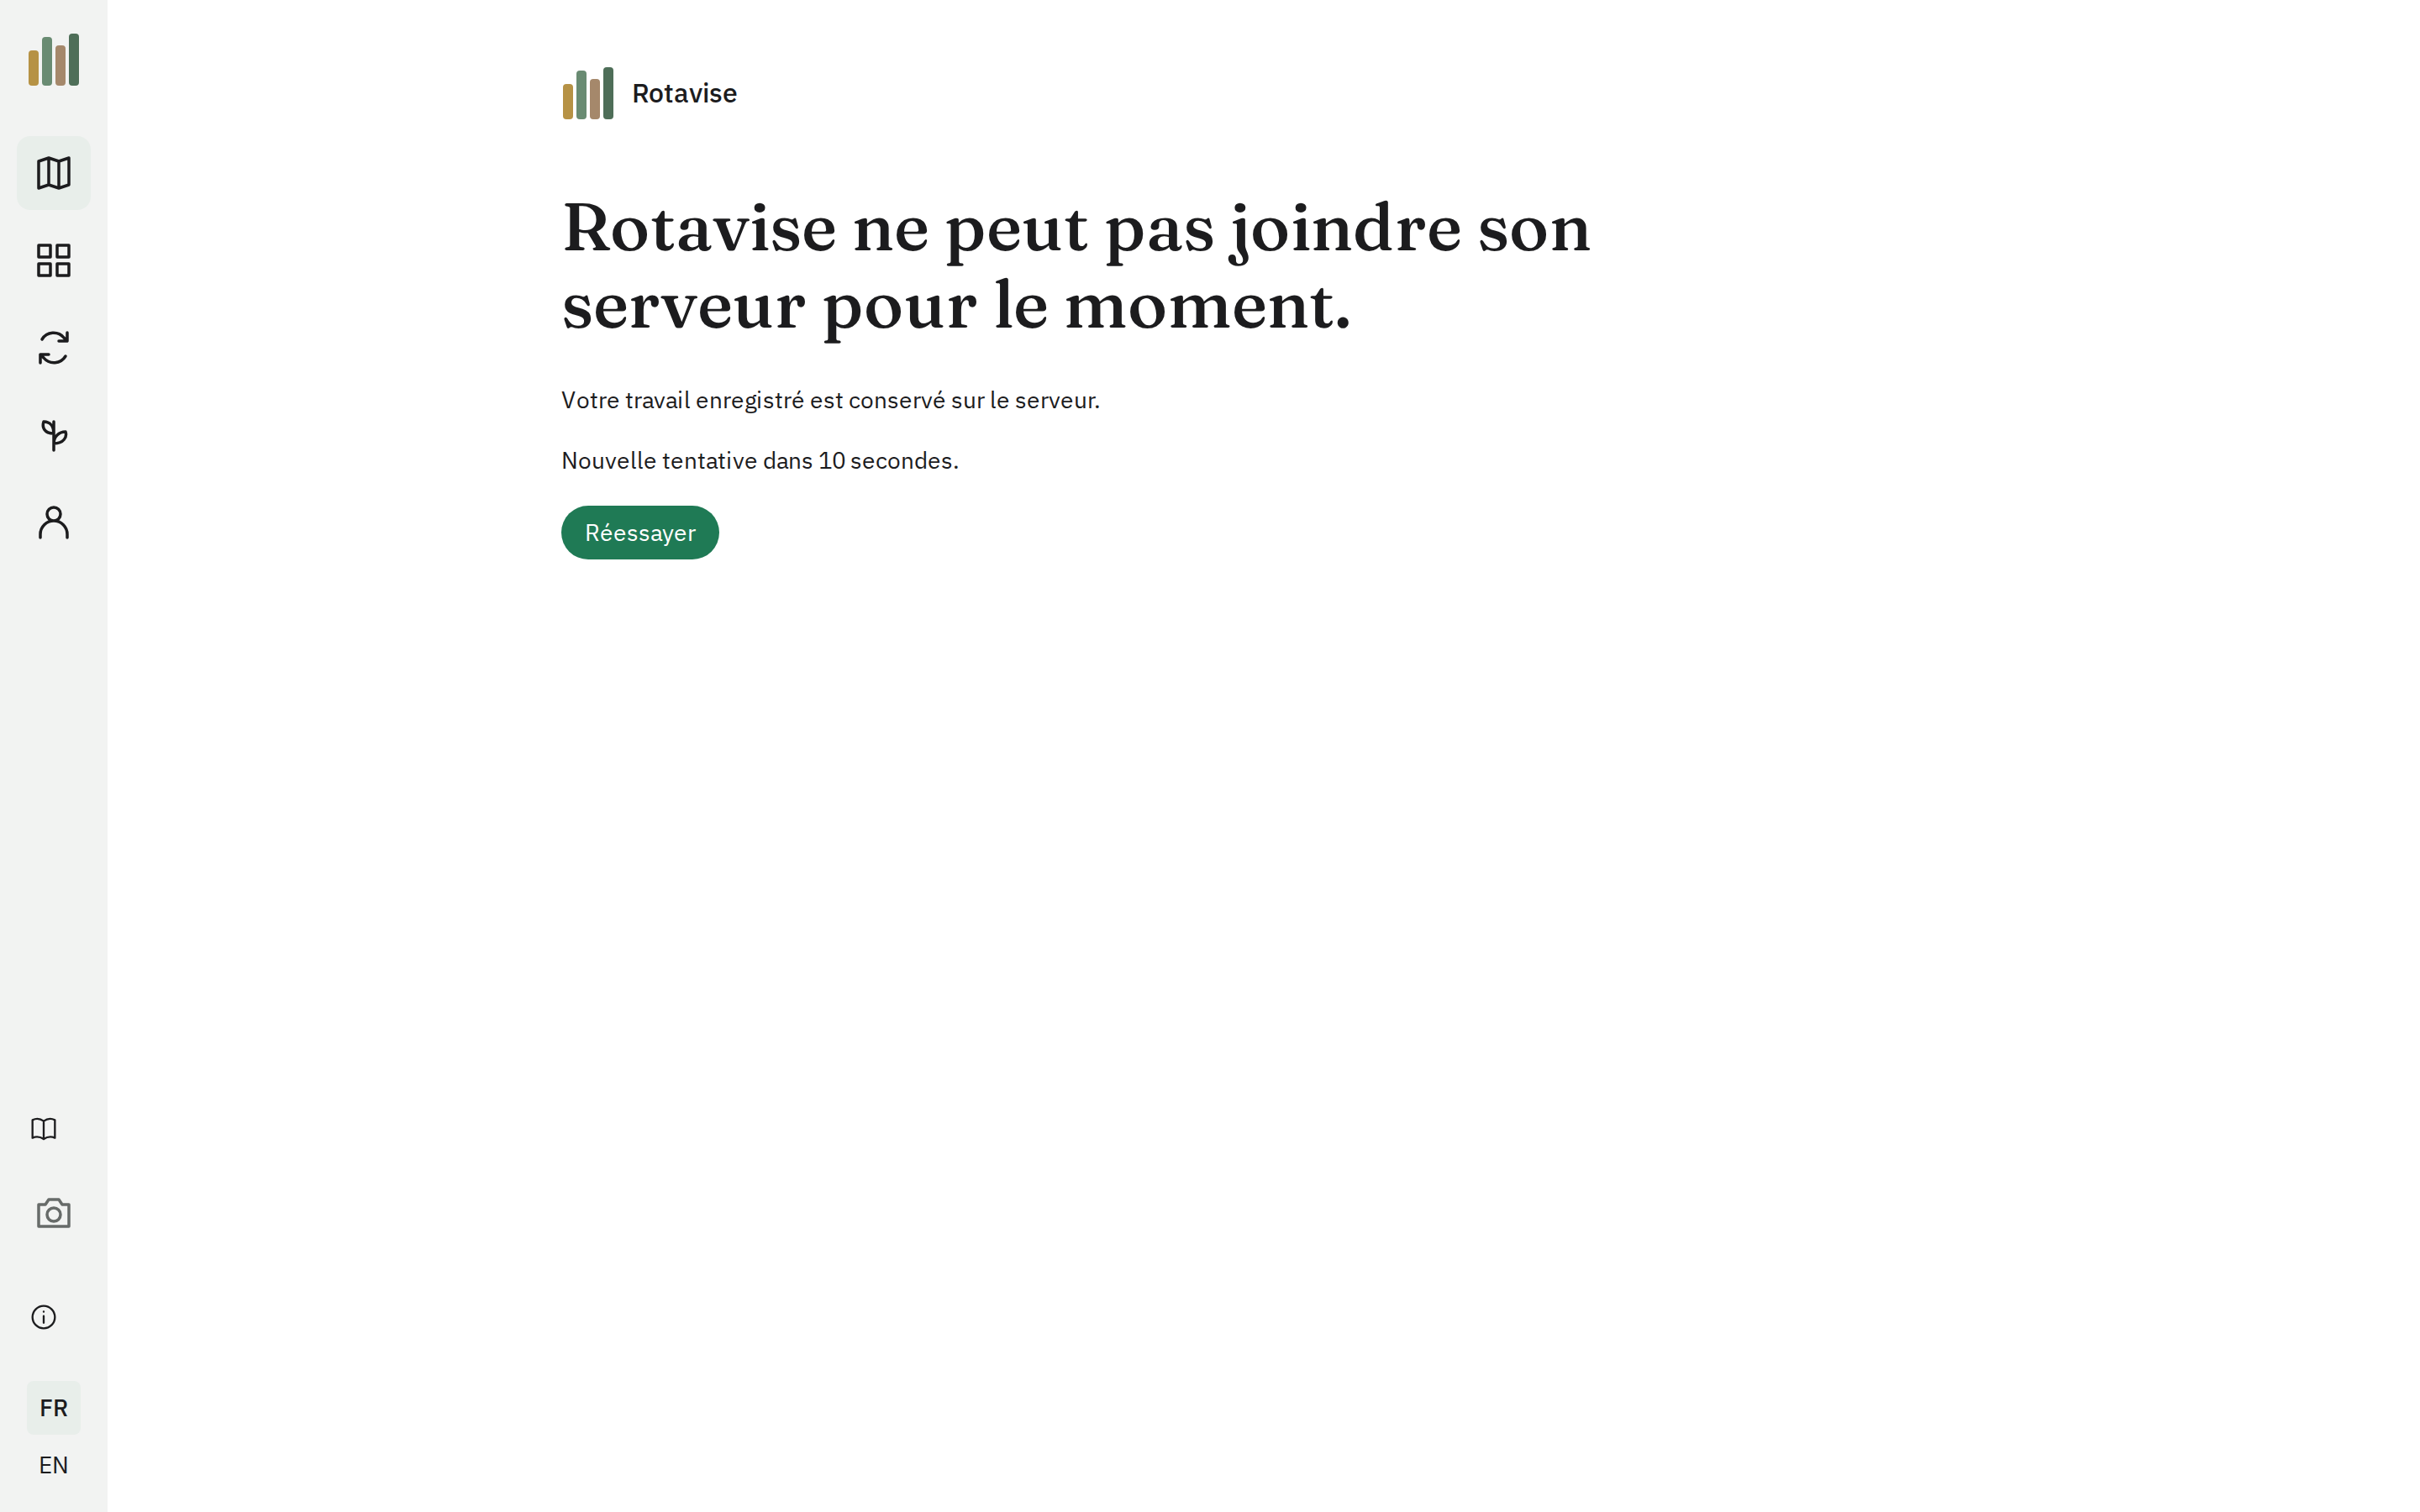 Rotavise
Rotavise ne peut pas joindre son
serveur pour le moment.
Votre travail enregistré est conservé sur le serveur.
Nouvelle tentative dans 10 secondes.
Réessayer
FR
EN